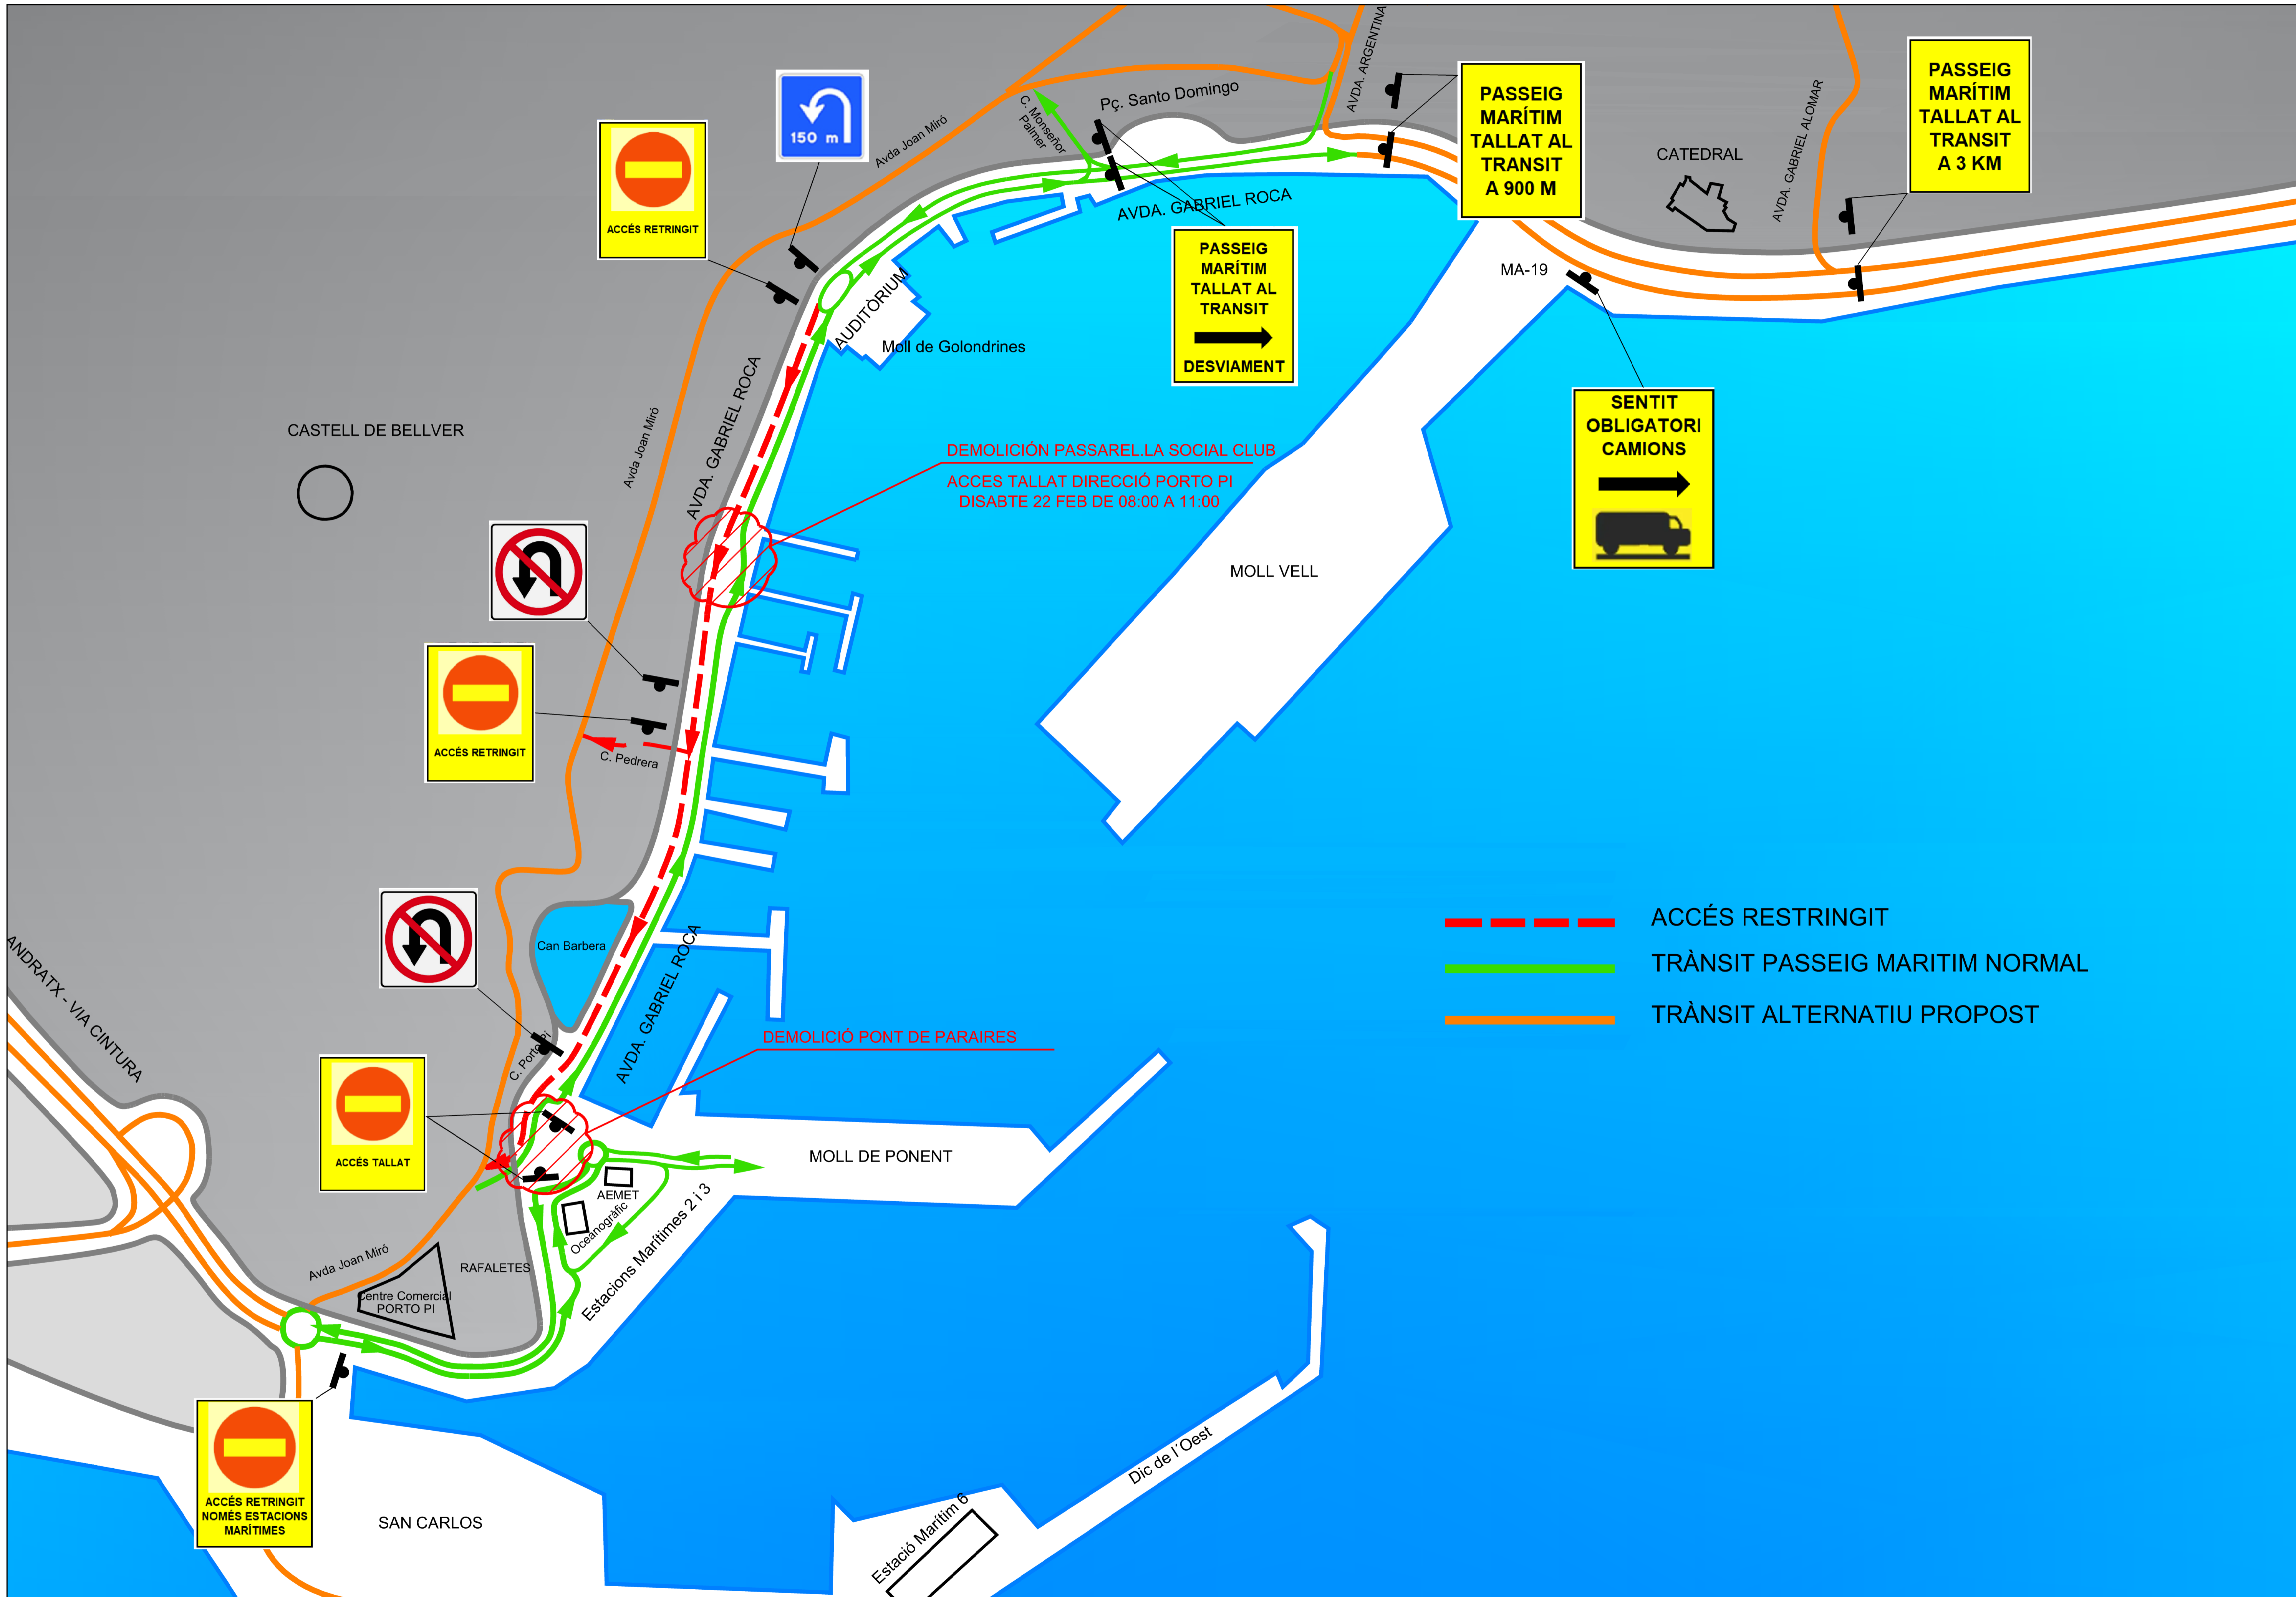 AVDA. ARGENTINA
PASSEIG
MARÍTIM
TALLAT AL
TRANSIT
A 3 KM
PASSEIG
MARÍTIM
TALLAT AL
TRANSIT
A 900 M
150 m
Pç. Santo Domingo
C. Monseñor
Palmer
Avda Joan Miró
AVDA. GABRIEL ALOMAR
CATEDRAL
ACCÉS RETRINGIT
AVDA. GABRIEL ROCA
PASSEIG
MARÍTIM
TALLAT AL
TRANSIT
DESVIAMENT
MA-19
AUDITÒRIUM
Moll de Golondrines
SENTIT
OBLIGATORI
CAMIONS
CASTELL DE BELLVER
Avda Joan Miró
AVDA. GABRIEL ROCA
DEMOLICIÓN PASSAREL.LA SOCIAL CLUB
ACCES TALLAT DIRECCIÓ PORTO PI
DISABTE 22 FEB DE 08:00 A 11:00
MOLL VELL
ACCÉS RETRINGIT
C. Pedrera
ACCÉS RESTRINGIT
TRÀNSIT PASSEIG MARITIM NORMAL
TRÀNSIT ALTERNATIU PROPOST
Can Barbera
ANDRATX - VIA CINTURA
AVDA. GABRIEL ROCA
C. Porto Pi
DEMOLICIÓ PONT DE PARAIRES
ACCÉS TALLAT
MOLL DE PONENT
AEMET
Oceanogràfic
Estacions Marítimes 2 i 3
Avda Joan Miró
RAFALETES
Centre Comercial
PORTO PI
ACCÉS RETRINGIT
NOMÉS ESTACIONS
MARÍTIMES
SAN CARLOS
Dic de l´Oest
Estació Marítim 6